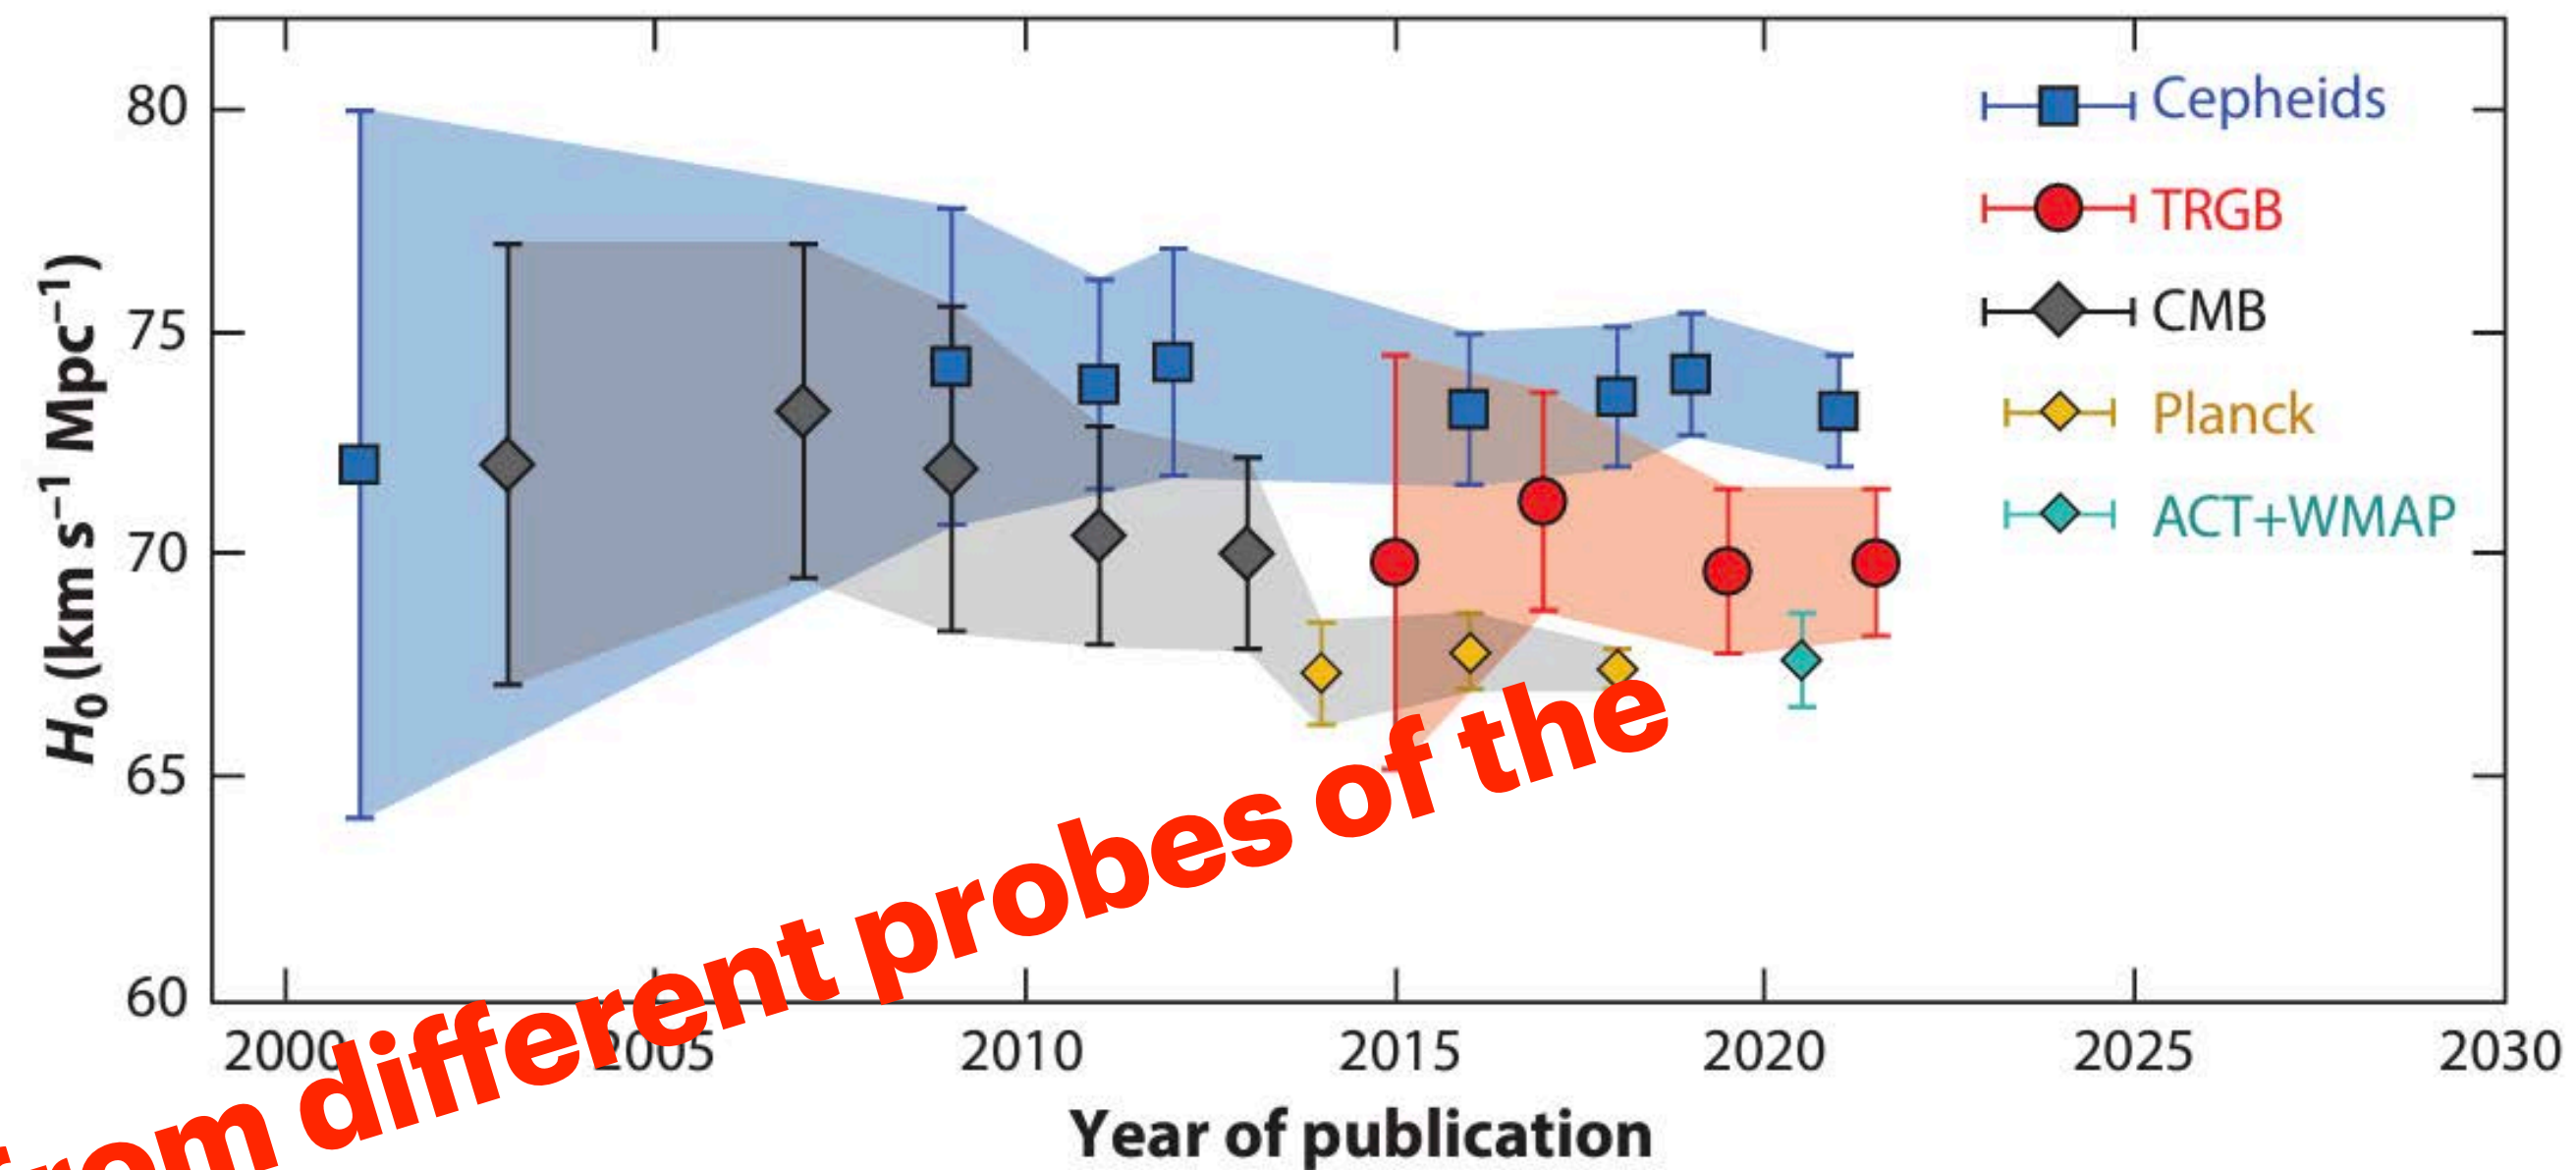 80
75
70
65
60
H₀ (km s⁻¹ Mpc⁻¹)
Cepheids
TRGB
CMB
Planck
ACT+WMAP
2000 2005 2010 2015 2020 2025 2030
Year of publication
from different probes of the